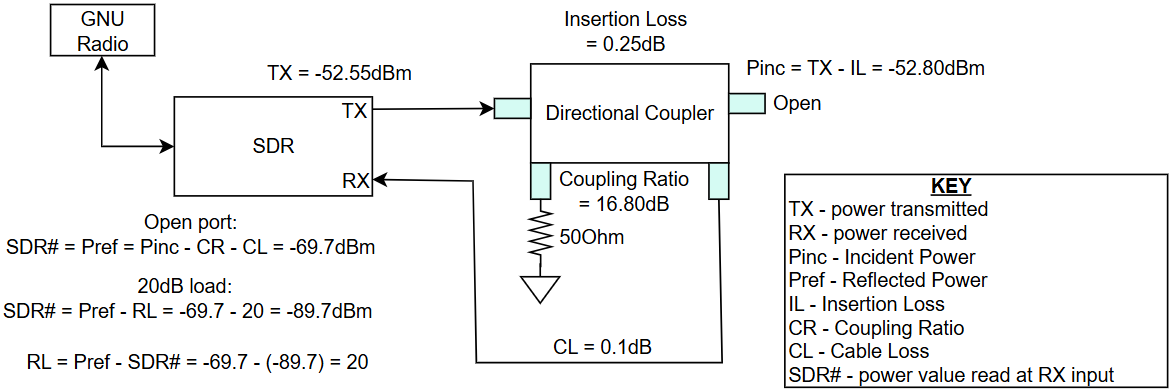 GNU
Radio
TX = -52.55dBm
Insertion Loss
= 0.25dB
Pinc = TX - IL = -52.80dBm
TX
SDR
RX
Directional Coupler
Open
Coupling Ratio
= 16.80dB
50Ohm
CL = 0.1dB
Open port:
SDR# = Pref = Pinc - CR - CL = -69.7dBm
20dB load:
SDR# = Pref - RL = -69.7 - 20 = -89.7dBm
RL = Pref - SDR# = -69.7 - (-89.7) = 20
KEY
TX - power transmitted
RX - power received
Pinc - Incident Power
Pref - Reflected Power
IL - Insertion Loss
CR - Coupling Ratio
CL - Cable Loss
SDR# - power value read at RX input